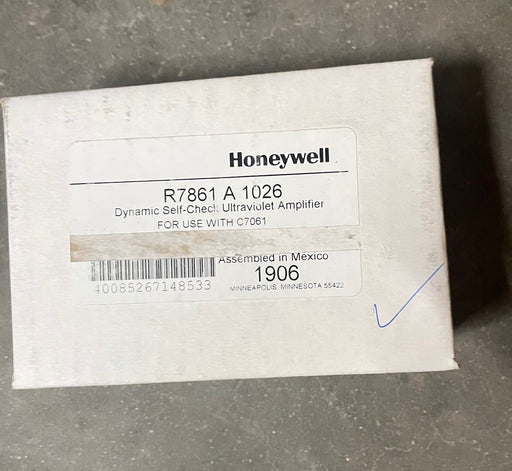 Honeywell
R7861 A 1026
Dynamic Self-Check Ultraviolet Amplifier
FOR USE WITH C7061
Assembled in Mexico
1906
40085267148533
MINNEAPOLIS, MINNESOTA 55422